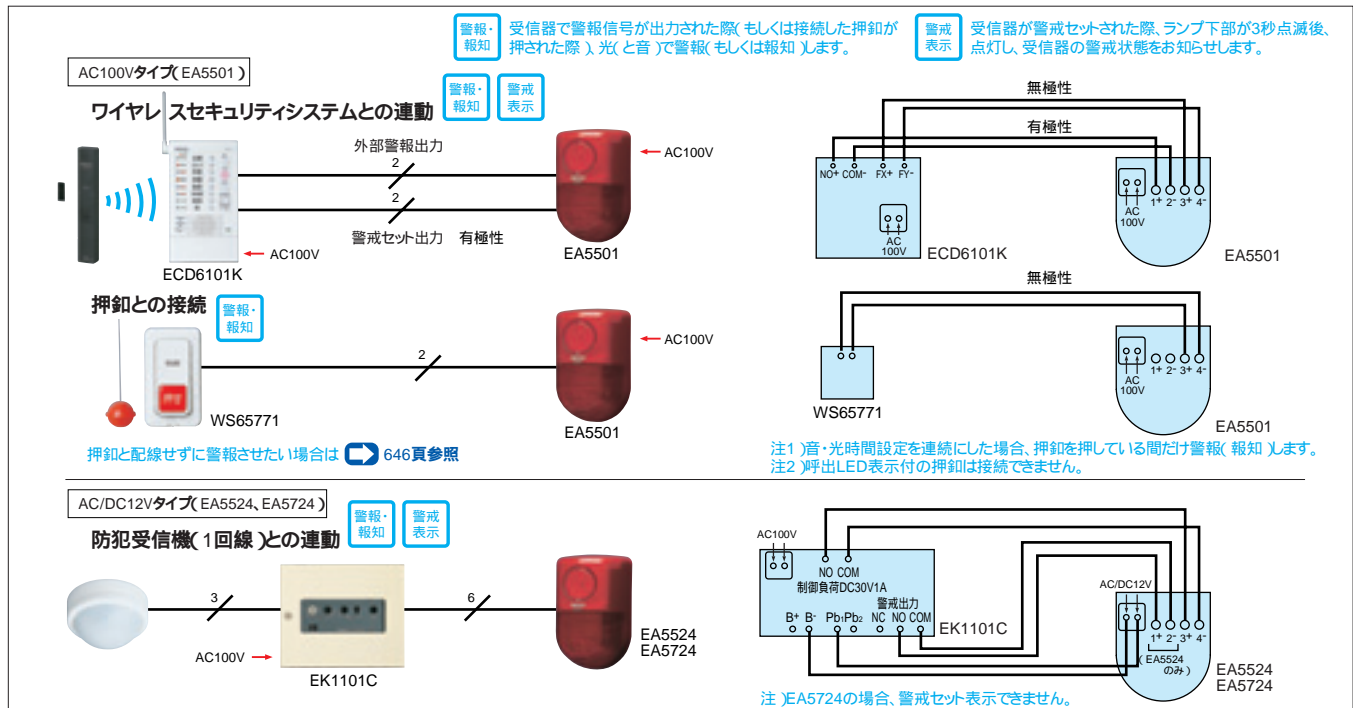 警報・報知 受信器で警報信号が出力された際(もしくは接続した押釦が
押された際)、光(と音)で警報(もしくは報知)します。
警戒表示 受信器が警戒セットされた際、ランプ下部が3秒点滅後、
点灯し、受信器の警戒状態をお知らせします。
AC100Vタイプ(EA5501)
ワイヤレスセキュリティシステムとの連動 警報・報知 警戒表示
外部警報出力
2
2
警戒セット出力 有極性
AC100V
AC100V
ECD6101K
EA5501
無極性
有極性
NO+ COM- FX+ FY-
AC
100V
ECD6101K
AC
100V
1+ 2- 3+ 4-
EA5501
押釦との接続 警報・報知
2
AC100V
WS65771
EA5501
押釦と配線せずに警報させたい場合は 646頁参照
無極性
WS65771
AC
100V
1+ 2- 3+ 4-
EA5501
注1)音・光時間設定を連続にした場合、押釦を押している間だけ警報(報知)します。
注2)呼出LED表示付の押釦は接続できません。
AC/DC12Vタイプ(EA5524、EA5724)
防犯受信機(1回線)との連動 警報・報知 警戒表示
3
6
AC100V
EK1101C
EA5524
EA5724
AC100V
NO COM
制御負荷DC30V1A
警戒出力
B+ B- Pb1 Pb2 NC NO COM
EK1101C
AC/DC12V
1+ 2- 3+ 4-
(EA5524
のみ)
EA5524
EA5724
注)EA5724の場合、警戒セット表示できません。